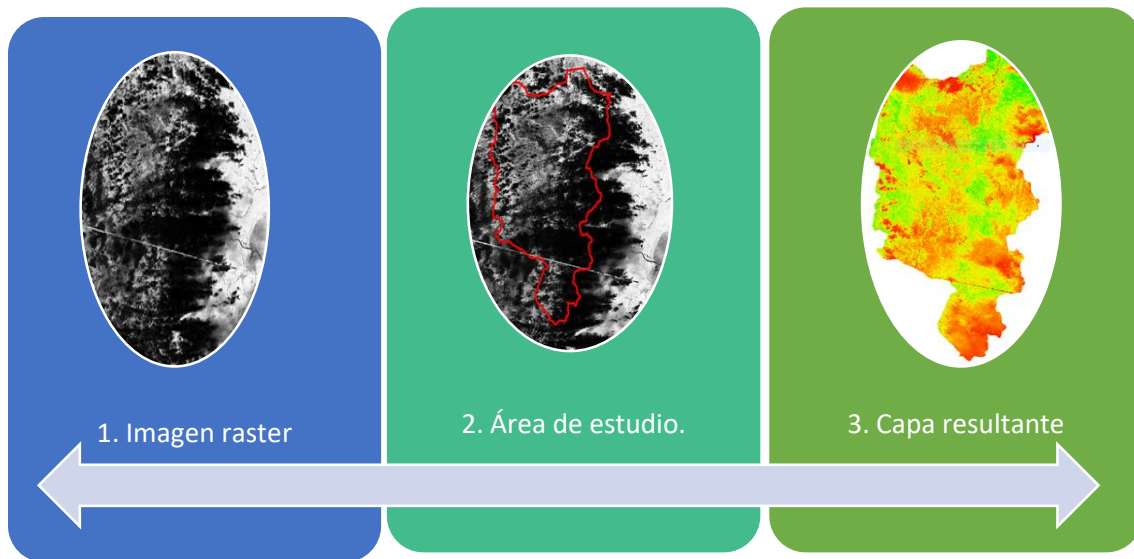 1. Imagen raster
2. Área de estudio.
3. Capa resultante